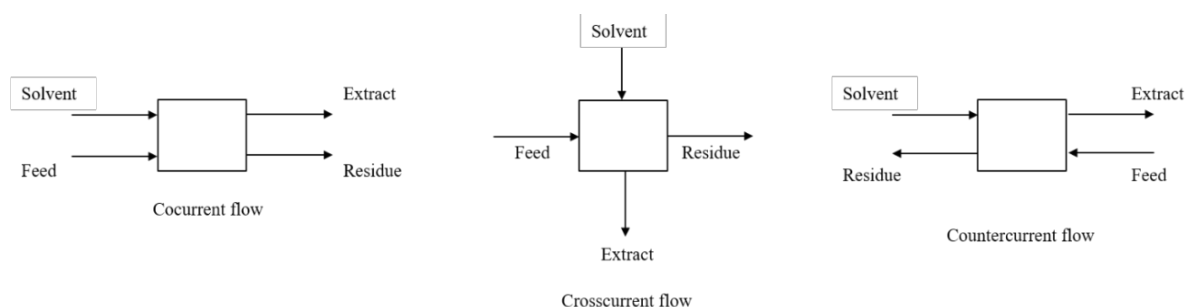 Solvent
Extract
Feed
Residue
Cocurrent flow
Solvent
Feed
Residue
Extract
Crosscurrent flow
Solvent
Extract
Residue
Feed
Countercurrent flow